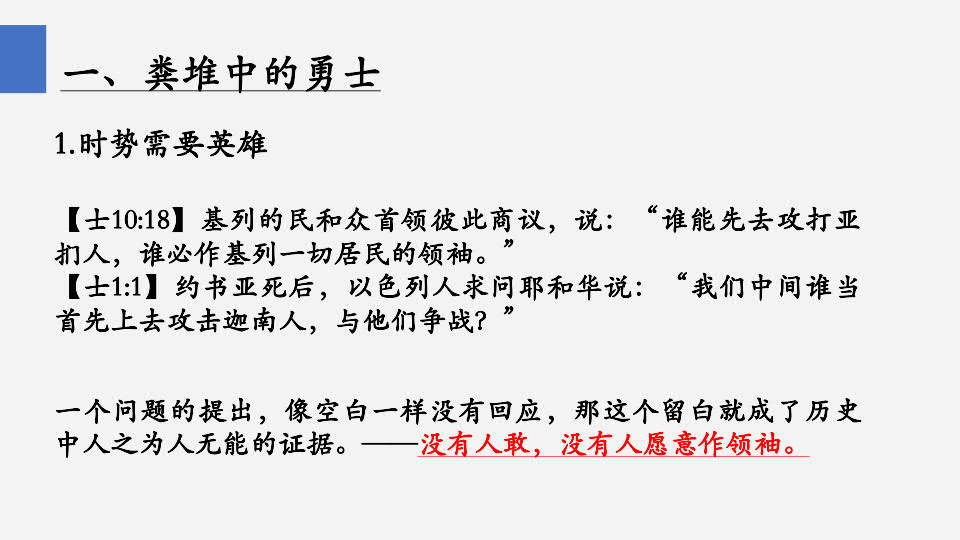 一、粪堆中的勇士
1.时势需要英雄
【士10:18】基列的民和众首领彼此商议，说：“谁能先去攻打亚
扪人，谁必作基列一切居民的领袖。”
【士1:1】约书亚死后，以色列人求问耶和华说：“我们中间谁当
首先上去攻击迦南人，与他们争战？”
一个问题的提出，像空白一样没有回应，那这个留白就成了历史
中人之为人无能的证据。——没有人敢，没有人愿意作领袖。